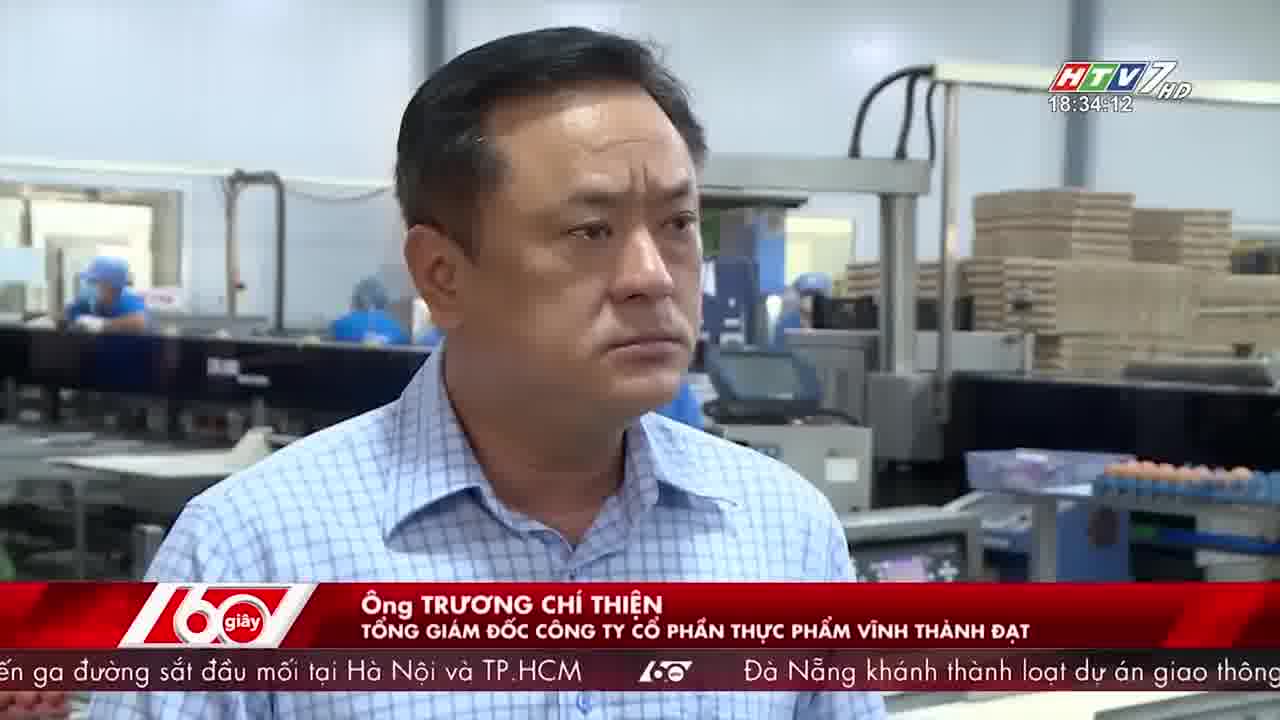 HTV7 HD
18:34:12
60 giây
Ông TRƯƠNG CHÍ THIỆN
TỔNG GIÁM ĐỐC CÔNG TY CỔ PHẦN THỰC PHẨM VĨNH THÀNH ĐẠT
ến ga đường sắt đầu mối tại Hà Nội và TP.HCM 60 giây Đà Nẵng khánh thành loạt dự án giao thông